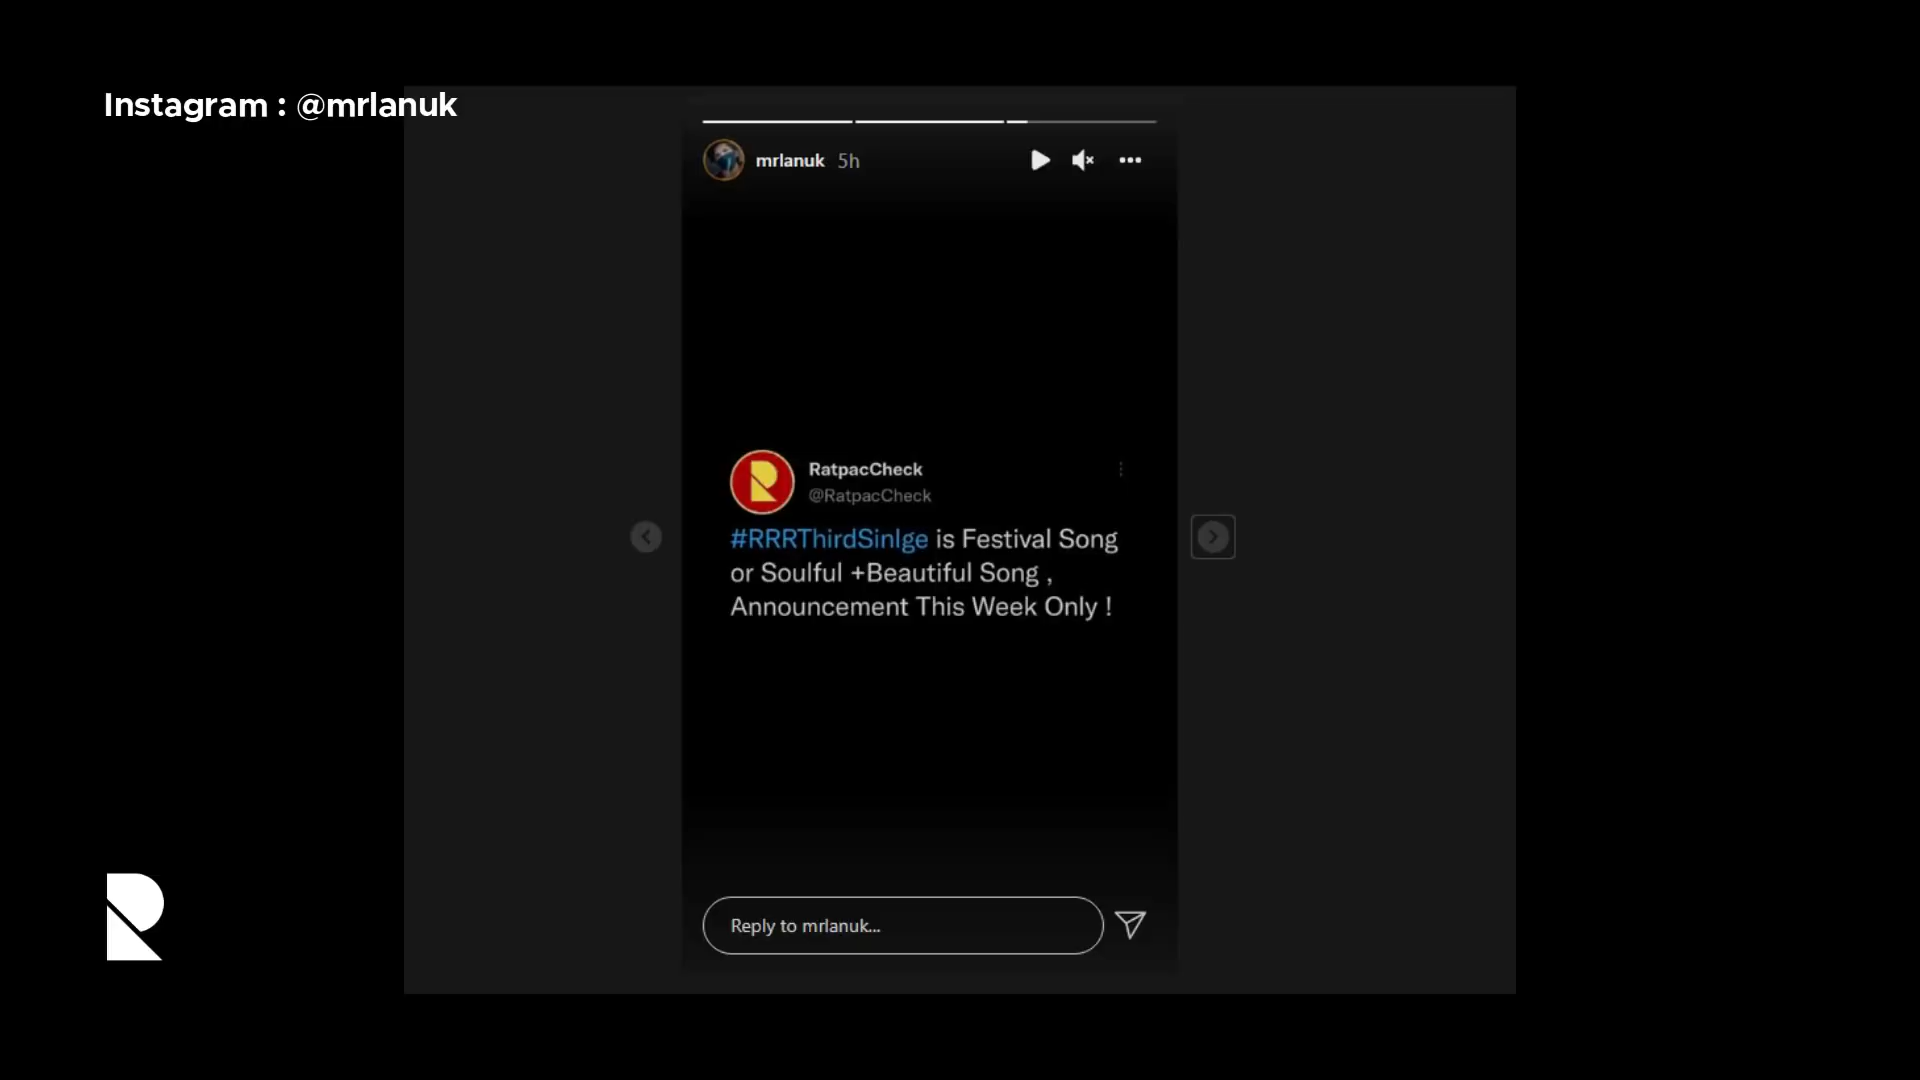 Instagram : @mrlanuk
mrlanuk 5h
RatpacCheck
@RatpacCheck
#RRRThirdSinlge is Festival Song
or Soulful +Beautiful Song ,
Announcement This Week Only !
Reply to mrlanuk...